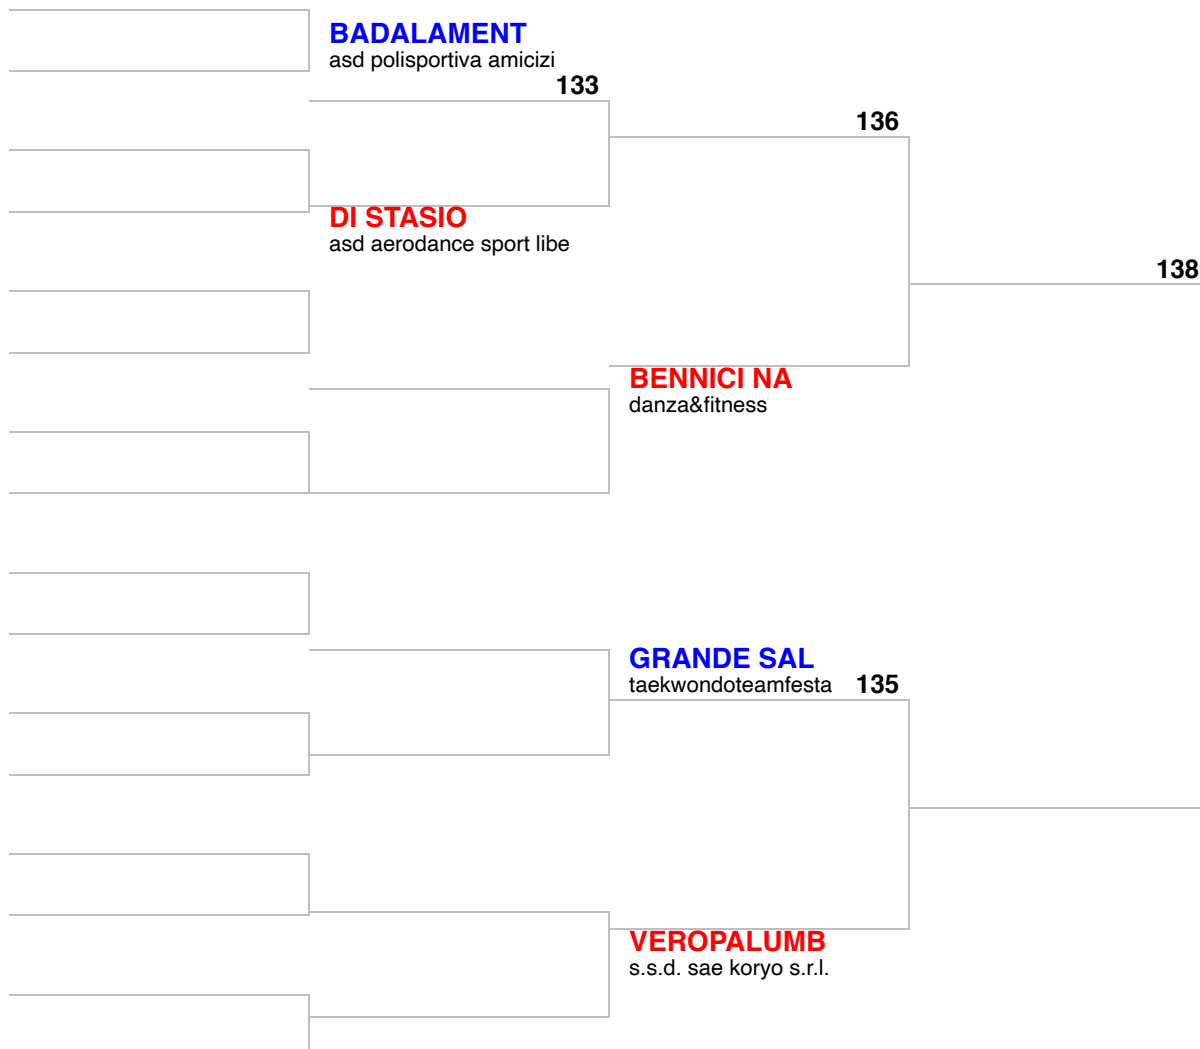 BADALAMENT
asd polisportiva amicizi
133
136
DI STASIO
asd aerodance sport libe
138
BENNICI NA
danza&fitness
GRANDE SAL
taekwondoteamfesta 135
VEROPALUMB
s.s.d. sae koryo s.r.l.